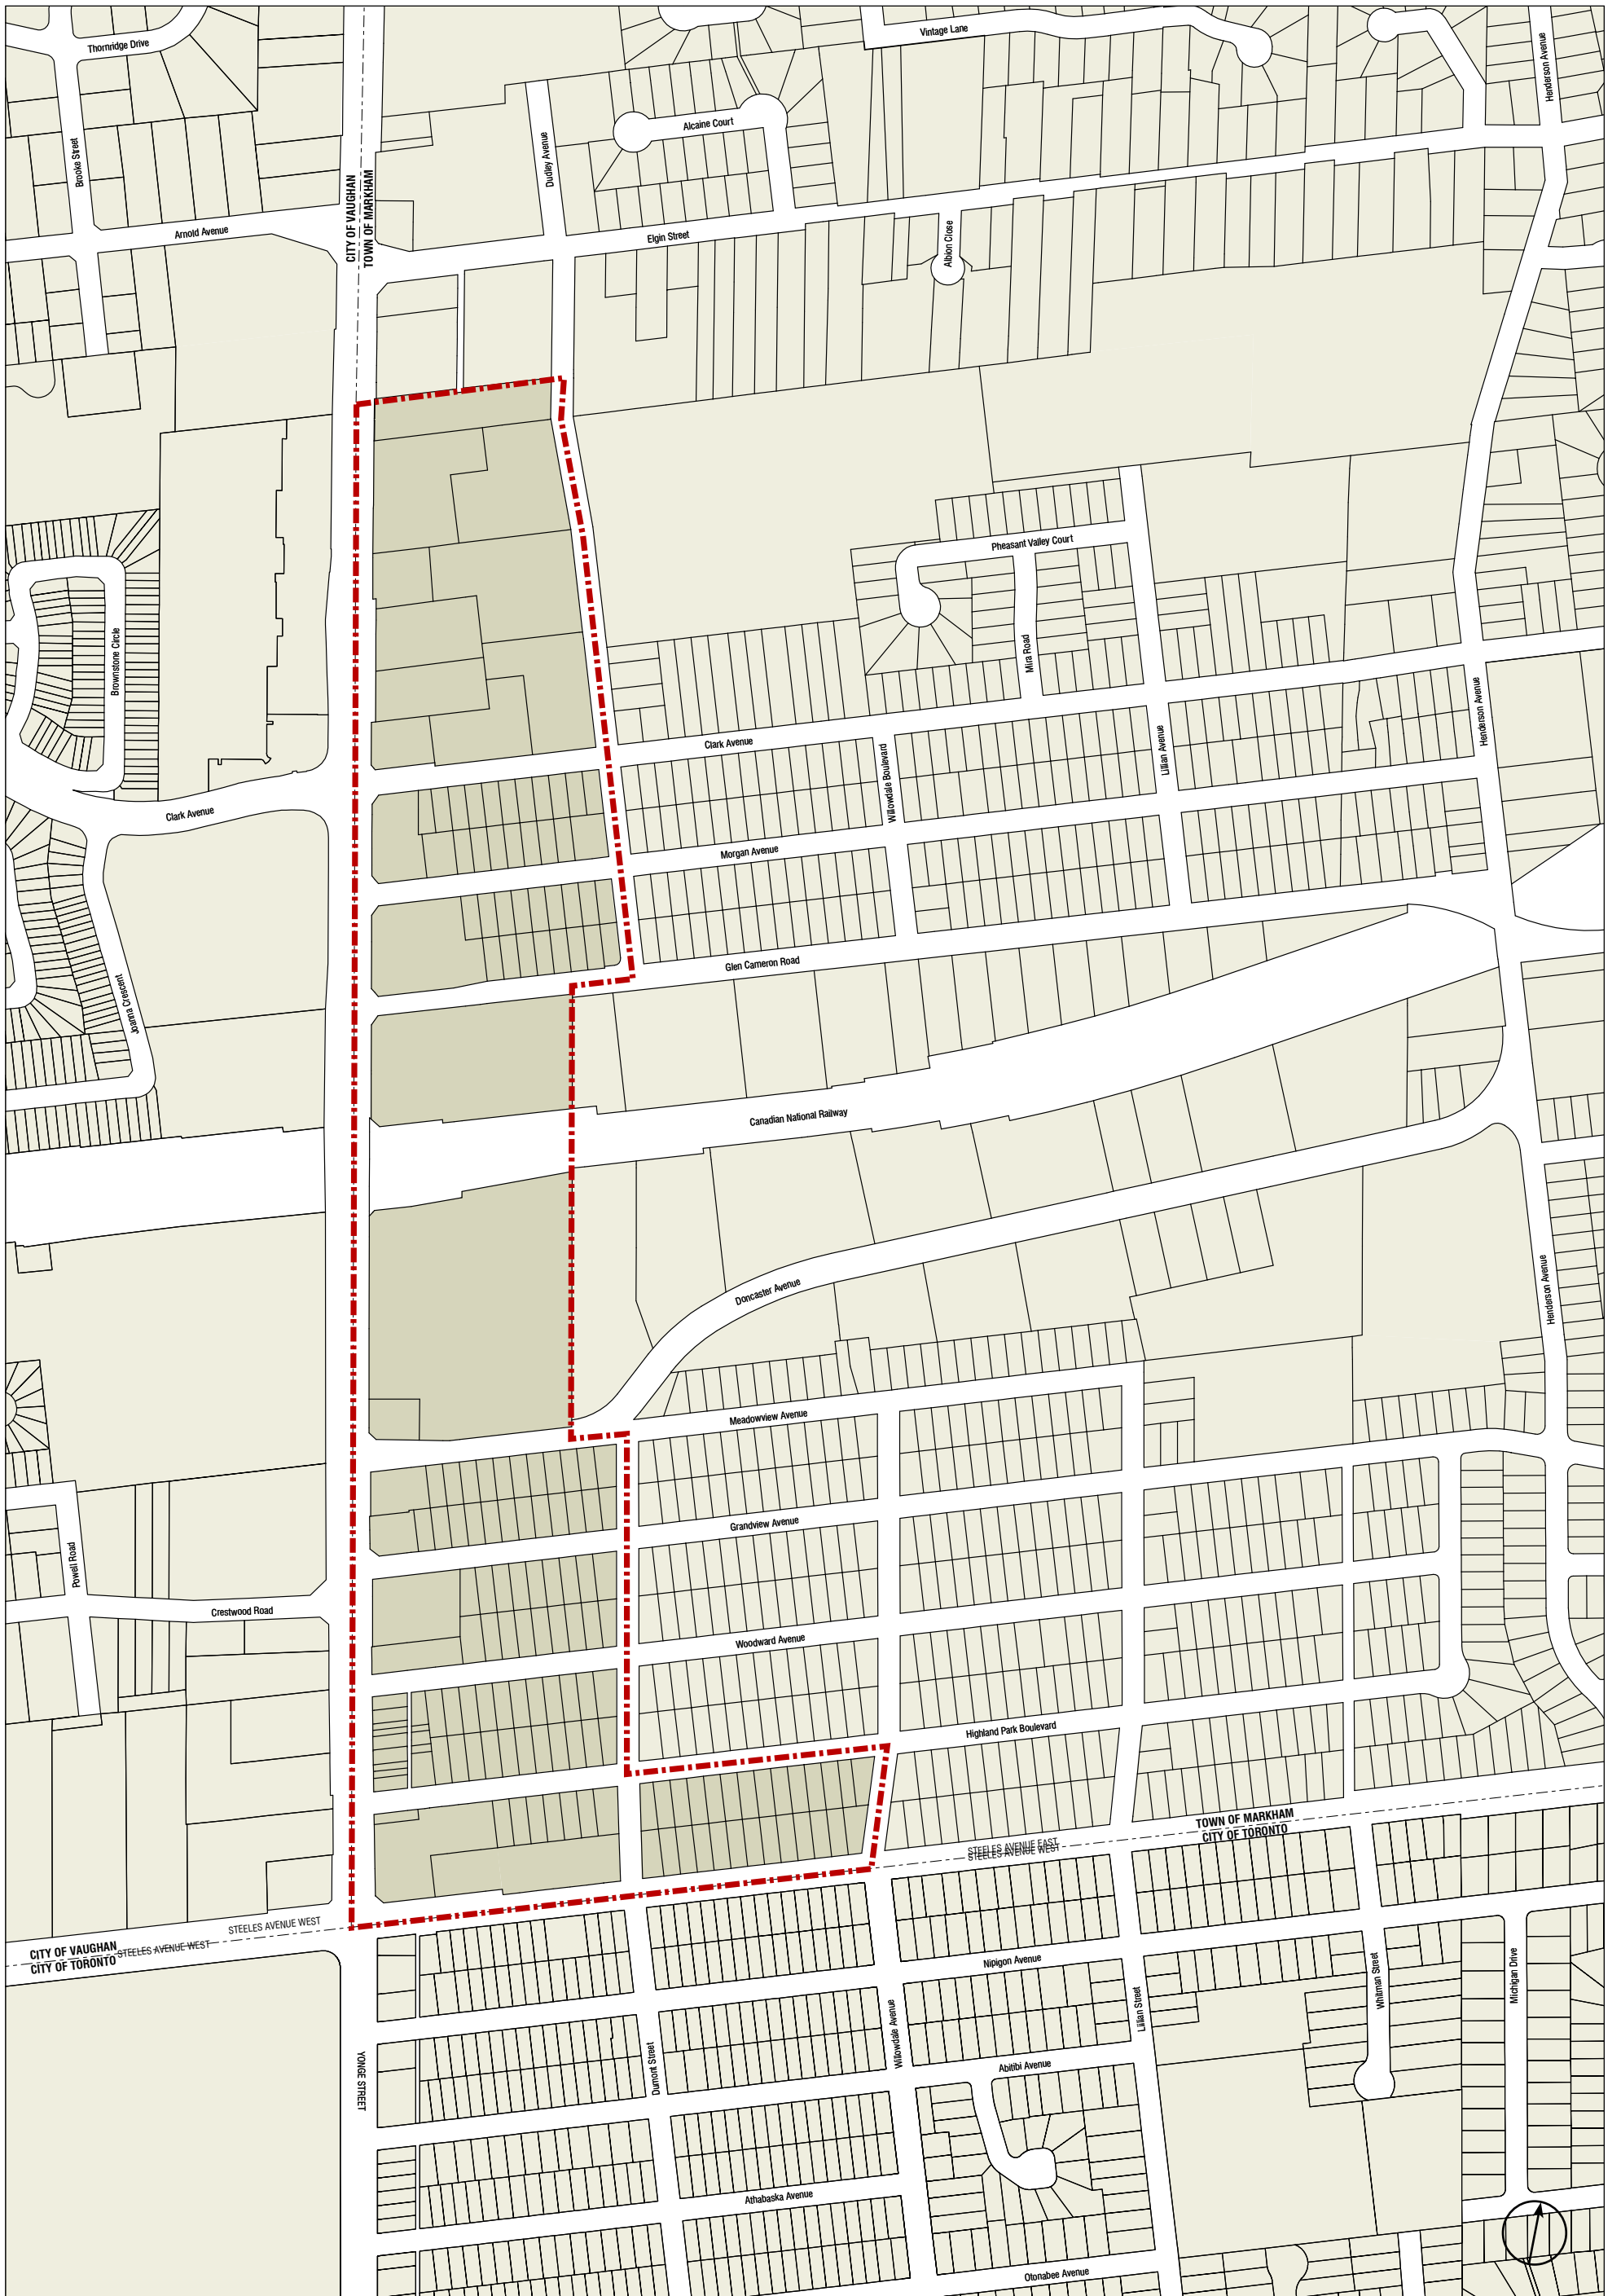 Thornridge Drive
Vintage Lane
Henderson Avenue
Alcaine Court
Brooke Street
Dudley Avenue
CITY OF VAUGHAN
TOWN OF MARKHAM
Arnold Avenue
Elgin Street
Albion Close
Pheasant Valley Court
Mira Road
Brownstone Circle
Henderson Avenue
Clark Avenue
Willowdale Boulevard
Lillian Avenue
Clark Avenue
Morgan Avenue
Glen Cameron Road
Joanna Crescent
Canadian National Railway
Doncaster Avenue
Henderson Avenue
Meadowview Avenue
Grandview Avenue
Powell Road
Crestwood Road
Woodward Avenue
Highland Park Boulevard
TOWN OF MARKHAM
CITY OF TORONTO
STEELES AVENUE EAST
STEELES AVENUE WEST
STEELES AVENUE WEST
CITY OF VAUGHAN
STEELES AVENUE WEST
CITY OF TORONTO
Nipigon Avenue
Whitman Street
Michigan Drive
Willowdale Avenue
Lillian Street
YONGE STREET
Dumont Street
Abitibi Avenue
Athabaska Avenue
Otonabee Avenue